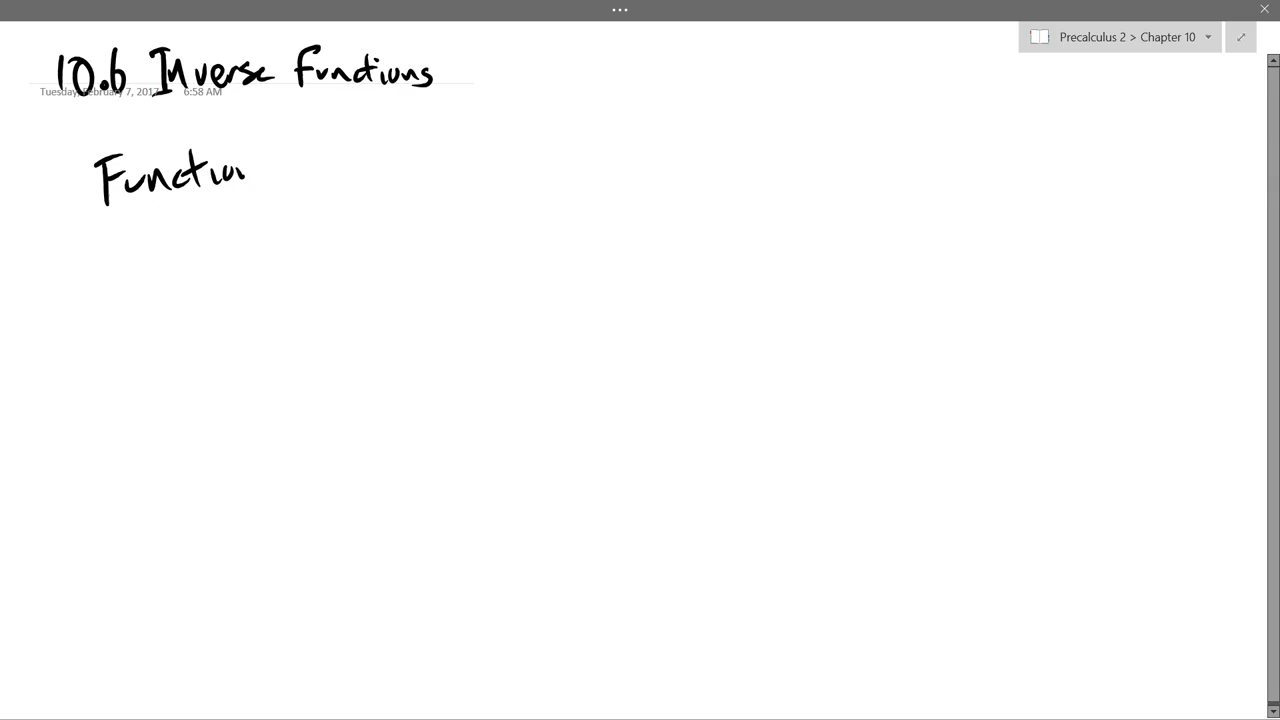 Precalculus 2 > Chapter 10
10.6 Inverse Functions
Tuesday, February 7, 2017 6:58 AM
Function